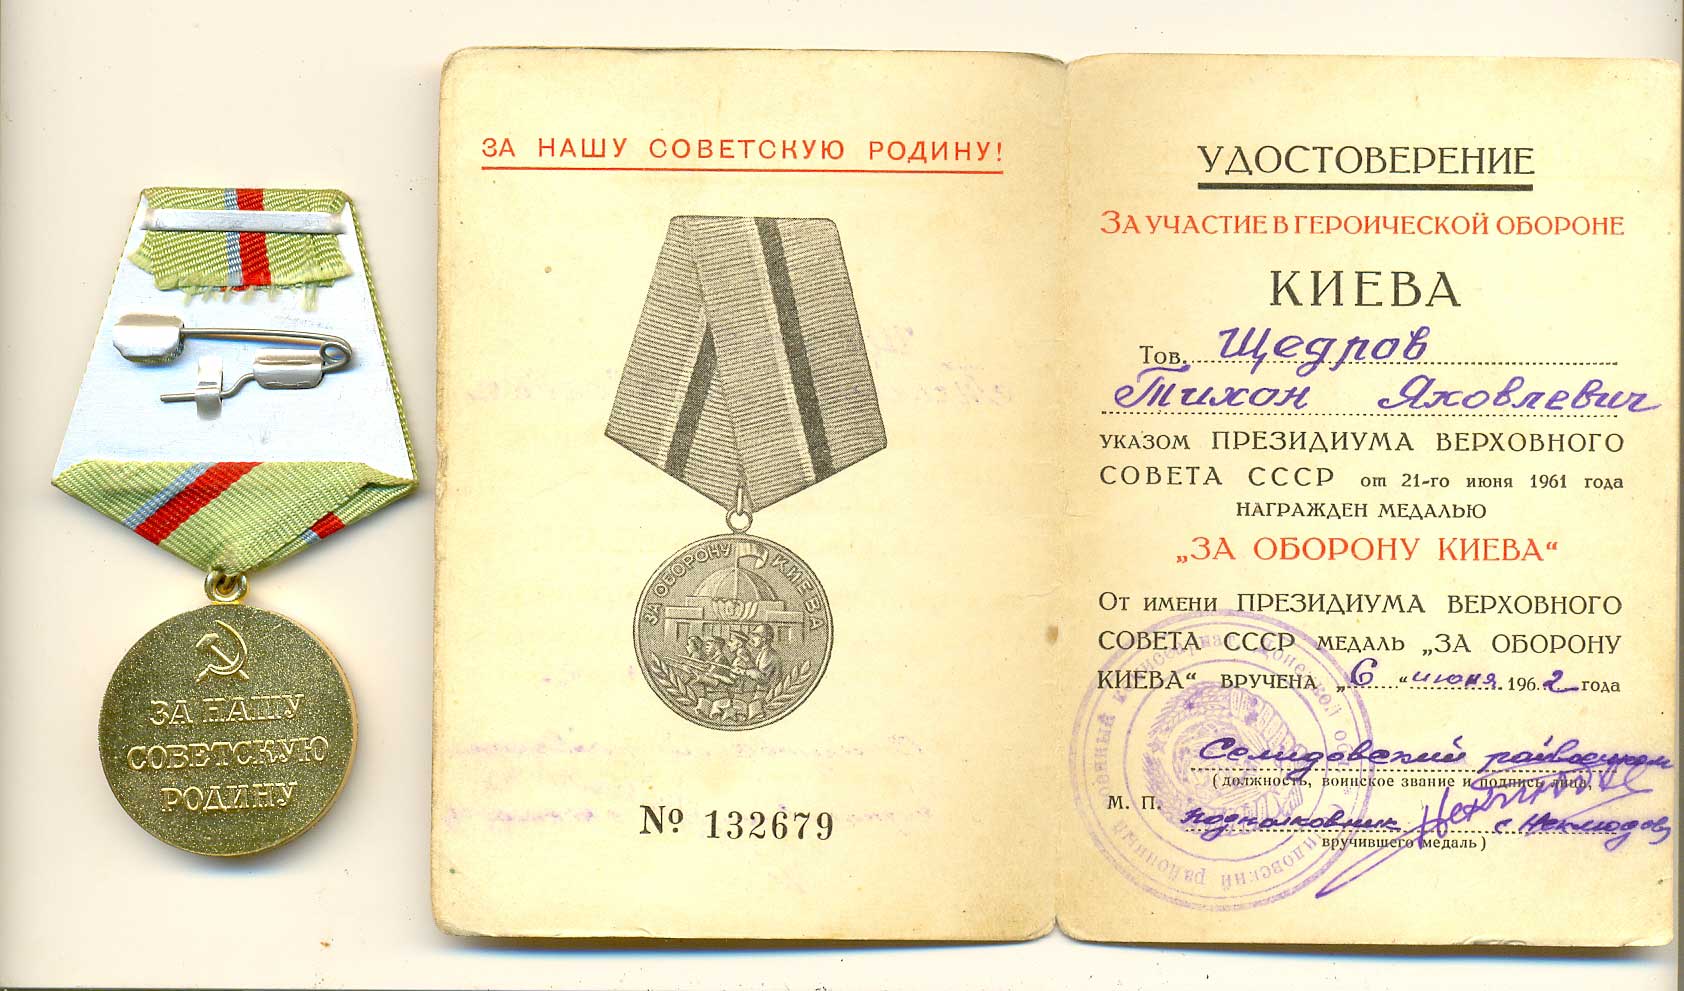 ЗА НАШУ
СОВЕТСКУЮ
РОДИНУ
ЗА НАШУ СОВЕТСКУЮ РОДИНУ!
ЗА ОБОРОНУ КИЕВА
№ 132679
УДОСТОВЕРЕНИЕ
ЗА УЧАСТИЕ В ГЕРОИЧЕСКОЙ ОБОРОНЕ
КИЕВА
Тов. Щедров
Тихон Яковлевич
УКАЗОМ ПРЕЗИДИУМА ВЕРХОВНОГО
СОВЕТА СССР от 21-го июня 1961 года
НАГРАЖДЕН МЕДАЛЬЮ
„ЗА ОБОРОНУ КИЕВА“
ОТ ИМЕНИ ПРЕЗИДИУМА ВЕРХОВНОГО
СОВЕТА СССР МЕДАЛЬ „ЗА ОБОРОНУ
КИЕВА“ ВРУЧЕНА „6“ июня 1962 года
райвоенком
(должность, воинское звание и подпись лица,
М. П.
подполковник с Неклюдов
вручившего медаль)